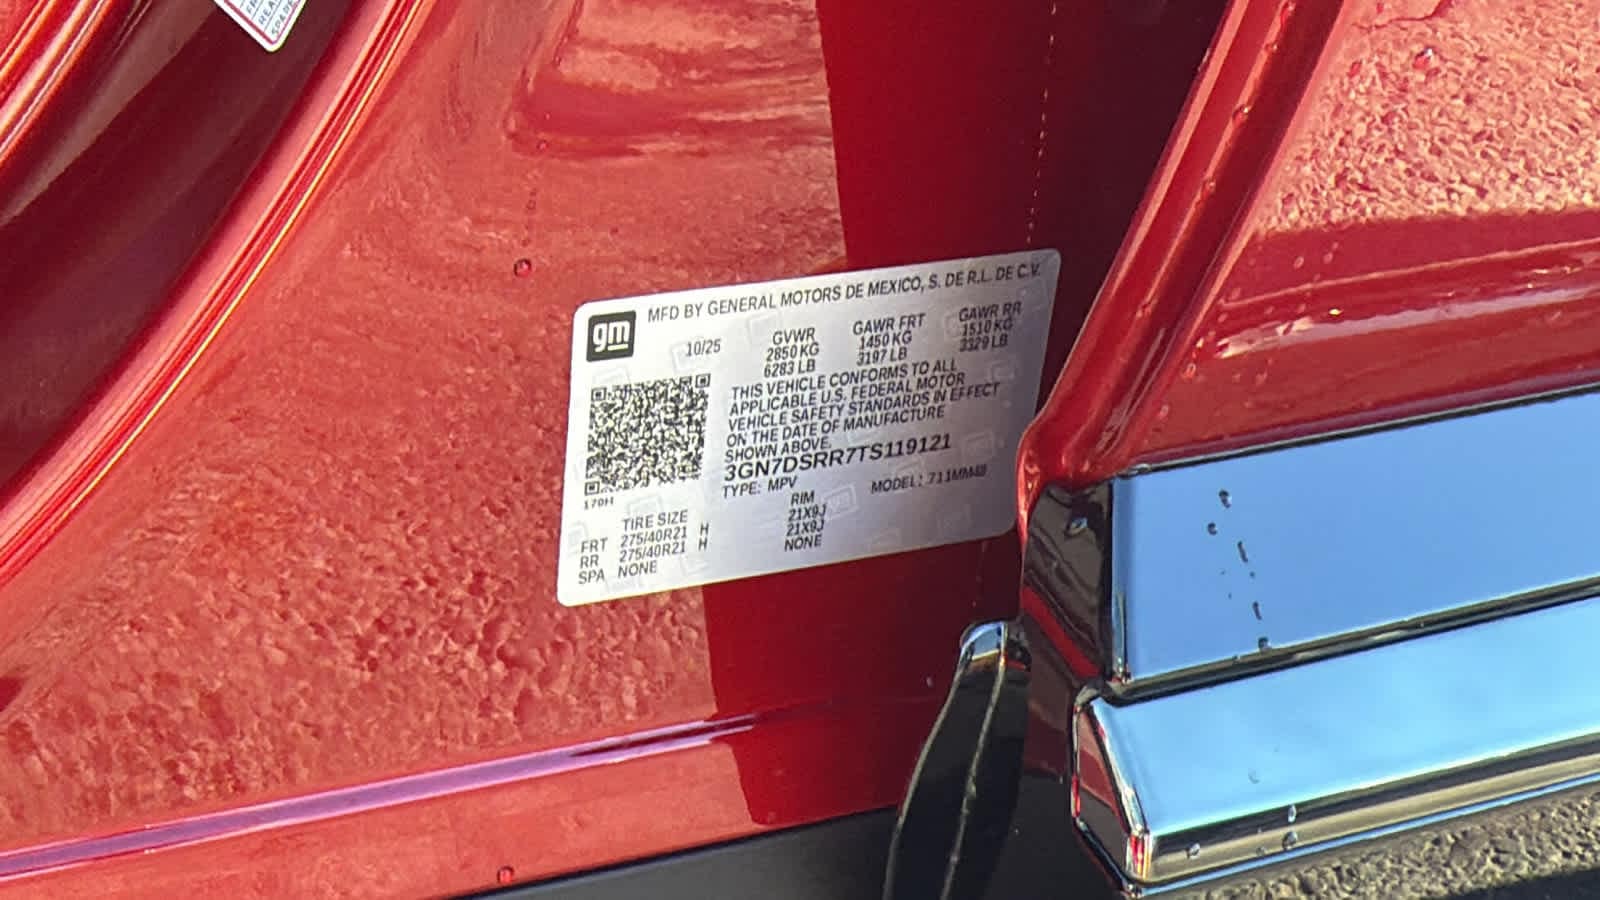 HEA
SPARE
gm
MFD BY GENERAL MOTORS DE MEXICO, S. DE R.L. DE C.V.
10/25 GVWR GAWR FRT GAWR RR
2850 KG 1450 KG 1510 KG
6283 LB 3197 LB 3329 LB
THIS VEHICLE CONFORMS TO ALL
APPLICABLE U.S. FEDERAL MOTOR
VEHICLE SAFETY STANDARDS IN EFFECT
ON THE DATE OF MANUFACTURE
SHOWN ABOVE.
3GN7DSRR7TS119121
TYPE: MPV MODEL: 711MM48
170H
TIRE SIZE RIM
FRT 275/40R21 H 21X9J
RR 275/40R21 H 21X9J
SPA NONE NONE